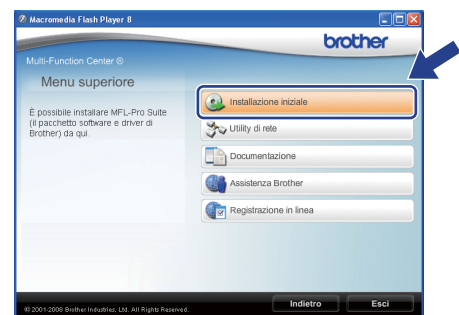 Macromedia Flash Player 8
brother
Multi-Function Center ®
Menu superiore
È possibile installare MFL-Pro Suite
(il pacchetto software e driver di
Brother) da qui.
Installazione iniziale
Utility di rete
Documentazione
Assistenza Brother
Registrazione in linea
© 2001-2008 Brother Industries, Ltd. All Rights Reserved.
Indietro
Esci